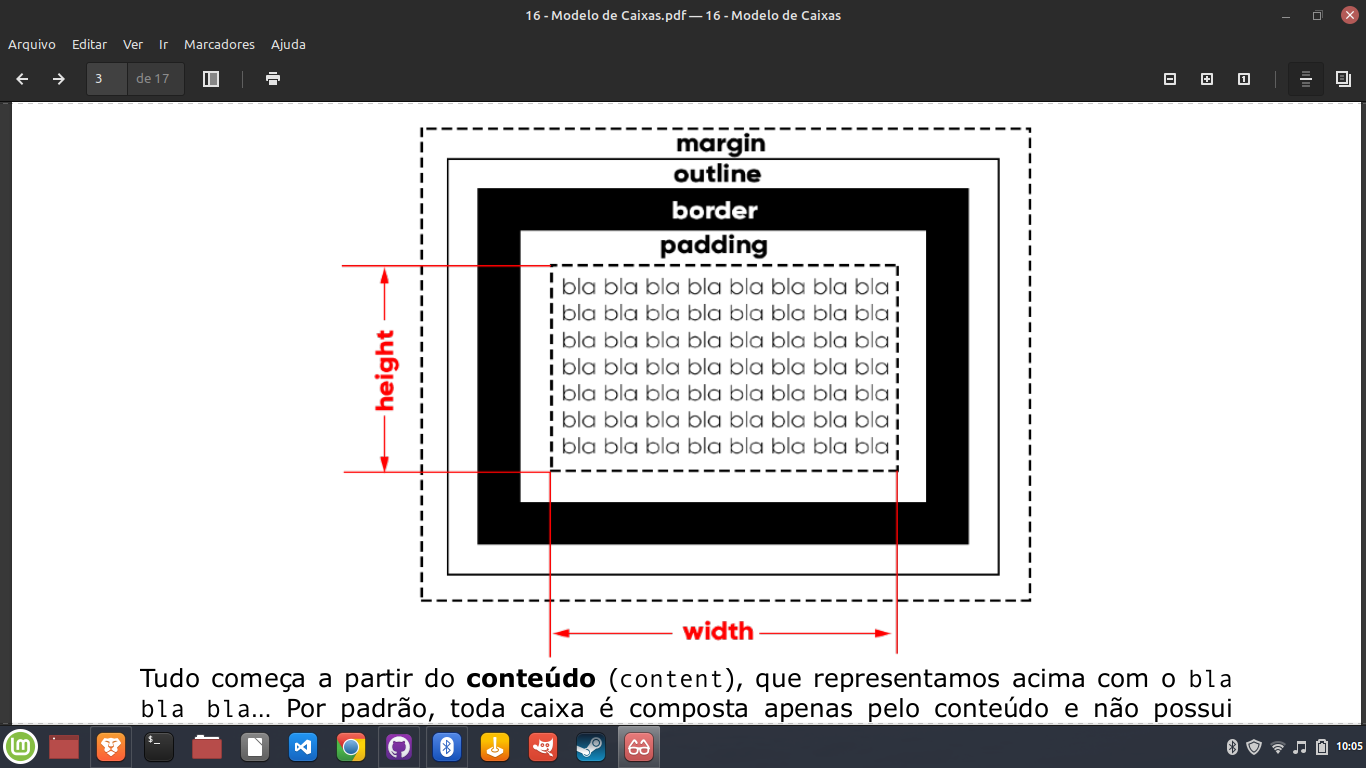 16 - Modelo de Caixas.pdf — 16 - Modelo de Caixas
Arquivo Editar Ver Ir Marcadores Ajuda
3 de 17
margin
outline
border
padding
bla bla bla bla bla bla bla bla
bla bla bla bla bla bla bla bla
bla bla bla bla bla bla bla bla
bla bla bla bla bla bla bla bla
bla bla bla bla bla bla bla bla
bla bla bla bla bla bla bla bla
bla bla bla bla bla bla bla bla
height
width
Tudo começa a partir do conteúdo (content), que representamos acima com o bla
bla bla… Por padrão, toda caixa é composta apenas pelo conteúdo e não possui
10:05